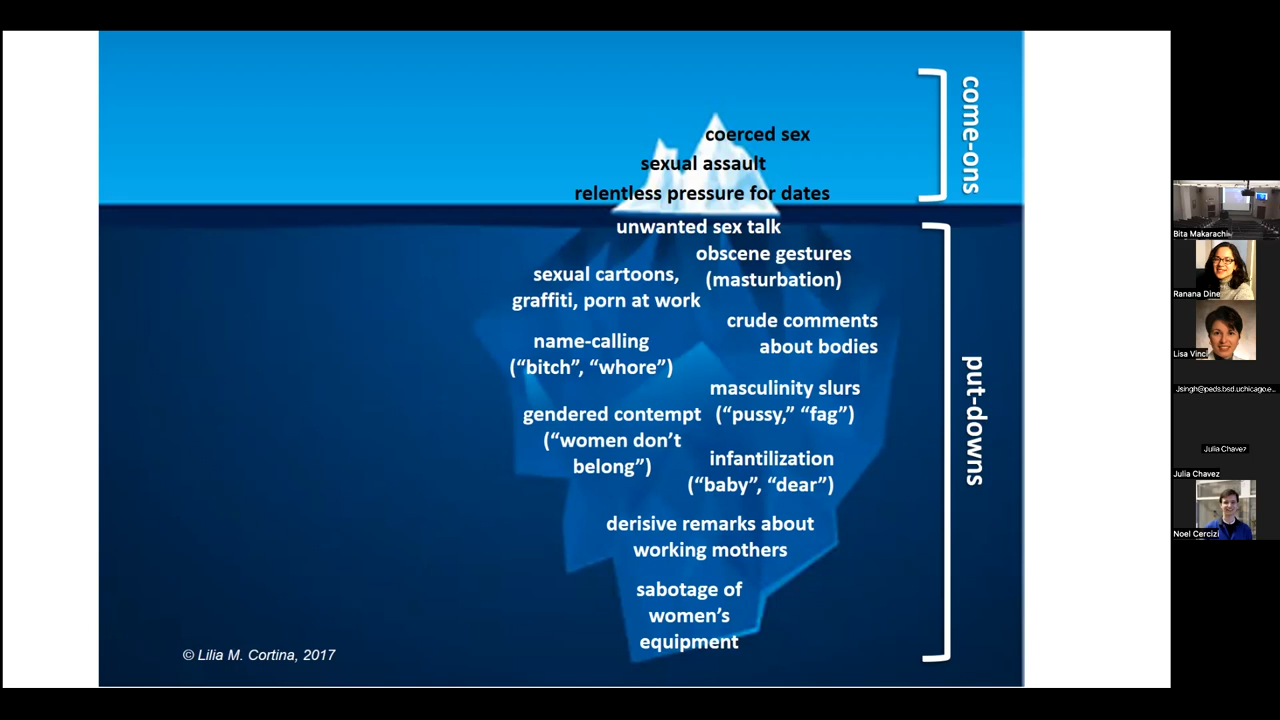 coerced sex
sexual assault
relentless pressure for dates
come-ons
unwanted sex talk
obscene gestures
(masturbation)
sexual cartoons,
graffiti, porn at work
crude comments
about bodies
name-calling
(“bitch”, “whore”)
masculinity slurs
(“pussy,” “fag”)
gendered contempt
(“women don’t
belong”)
infantilization
(“baby”, “dear”)
derisive remarks about
working mothers
sabotage of
women’s
equipment
put-downs
© Lilia M. Cortina, 2017
Bita Makarachi
Ranana Dine
Lisa Vinci
Jsingh@peds.bsd.uchicago.e...
Julia Chavez
Julia Chavez
Noel Cercizi